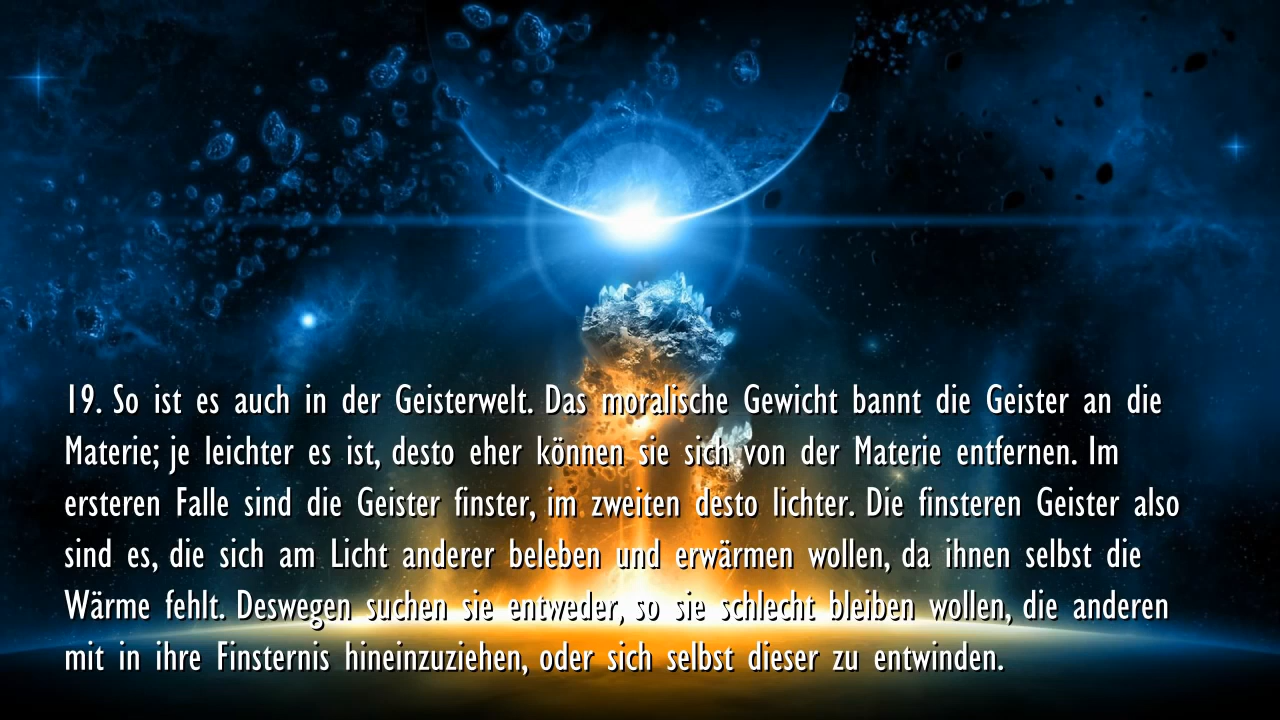 19. So ist es auch in der Geisterwelt. Das moralische Gewicht bannt die Geister an die
Materie; je leichter es ist, desto eher können sie sich von der Materie entfernen. Im
ersteren Falle sind die Geister finster, im zweiten desto lichter. Die finsteren Geister also
sind es, die sich am Licht anderer beleben und erwärmen wollen, da ihnen selbst die
Wärme fehlt. Deswegen suchen sie entweder, so sie schlecht bleiben wollen, die anderen
mit in ihre Finsternis hineinzuziehen, oder sich selbst dieser zu entwinden.